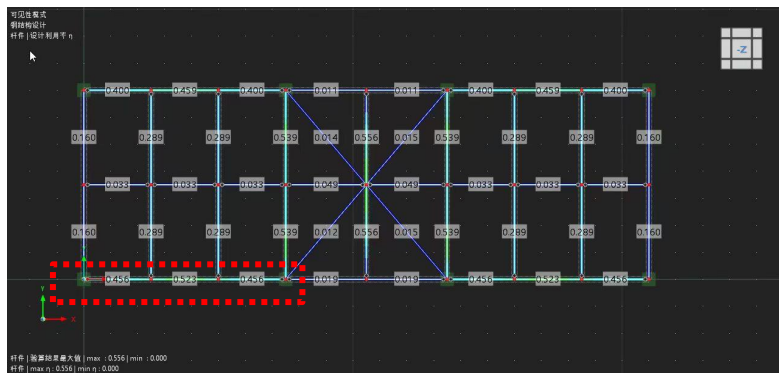 可见性模式
钢结构设计
杆件 | 设计利用率 η
-Z
0.400 0.459 0.400 0.011 0.011 0.400 0.459 0.400
0.160 0.289 0.289 0.539 0.014 0.556 0.015 0.539 0.289 0.289 0.160
0.033 0.033 0.033 0.049 0.049 0.033 0.033 0.033
0.160 0.289 0.289 0.539 0.012 0.556 0.015 0.539 0.289 0.289 0.160
0.456 0.523 0.456 0.019 0.019 0.456 0.523 0.456
Y
X
杆件 | 验算结果最大值 | max : 0.556 | min : 0.000
杆件 | max η : 0.556 | min η : 0.000